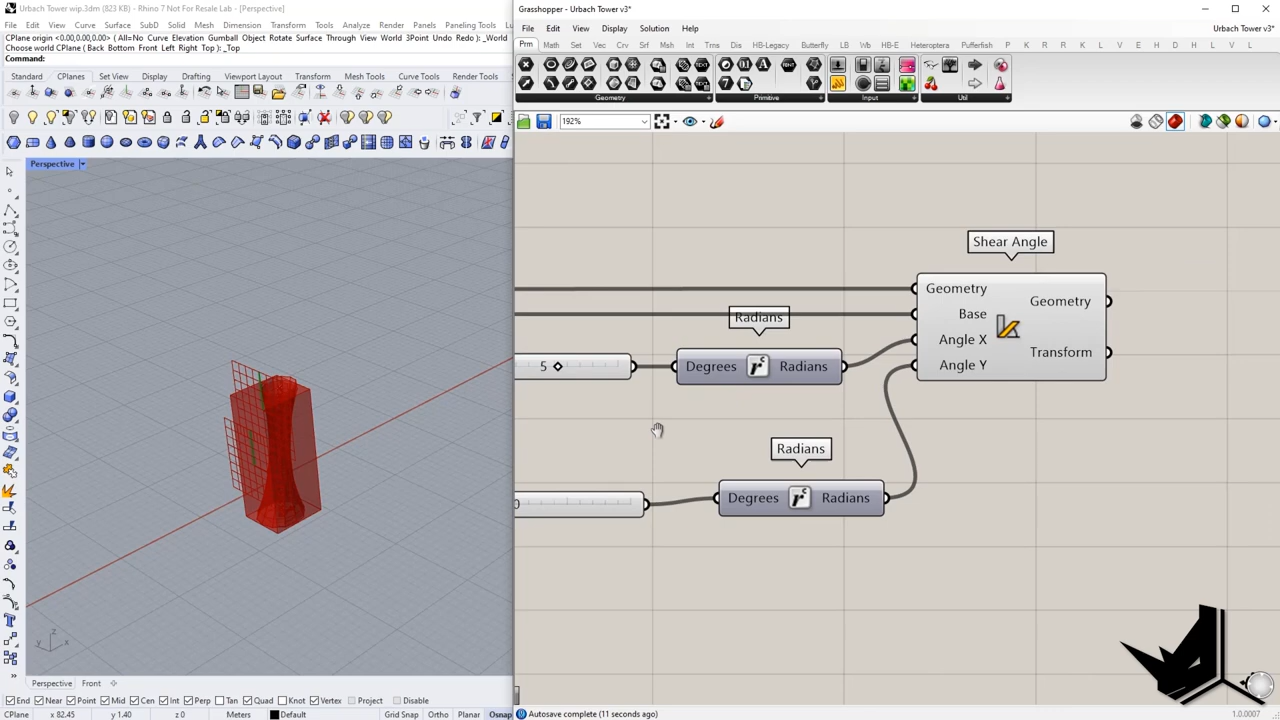 Urbach Tower wip.3dm (823 KB) - Rhino 7 Not For Resale Lab - [Perspective]
File Edit View Curve Surface SubD Solid Mesh Dimension Transform Tools Analyze Render Panels Paneling Tools
CPlane origin <0.00,0.00,0.00> ( All=No Curve Elevation Gumball Object Rotate Surface Through View World 3Point Undo Redo ): _World
Choose world CPlane ( Back Bottom Front Left Right Top ): _Top
Command:
Standard CPlanes Set View Display Drafting Viewport Layout Transform Mesh Tools Curve Tools Render Tools
Perspective
z
y x
Perspective Front
End Near Point Mid Cen Int Perp Tan Quad Knot Vertex Project Disable
CPlane x 82.45 y 1.40 z 0 Meters Default Grid Snap Ortho Planar Osnap
Grasshopper - Urbach Tower v3*
File Edit View Display Solution Help
Urbach Tower v3*
Prm Math Set Vec Crv Srf Msh Int Trns Dis HB-Legacy Butterfly LB Wb HB-E Heteroptera Pufferfish P K R K K L V E H D H L V L
Geometry Primitive Input Util
192%
Shear Angle
Geometry
Base
Angle X
Angle Y
Geometry
Transform
Radians
5
Degrees r Radians
Radians
0
Degrees r Radians
Autosave complete (11 seconds ago)
1.0.0007